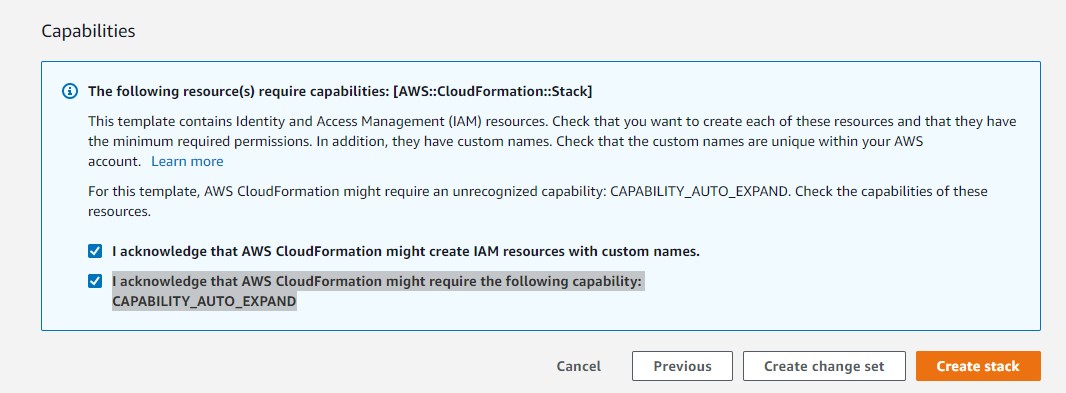 Capabilities
The following resource(s) require capabilities: [AWS::CloudFormation::Stack]
This template contains Identity and Access Management (IAM) resources. Check that you want to create each of these resources and that they have
the minimum required permissions. In addition, they have custom names. Check that the custom names are unique within your AWS
account. Learn more
For this template, AWS CloudFormation might require an unrecognized capability: CAPABILITY_AUTO_EXPAND. Check the capabilities of these
resources.
I acknowledge that AWS CloudFormation might create IAM resources with custom names.
I acknowledge that AWS CloudFormation might require the following capability:
CAPABILITY_AUTO_EXPAND
Cancel Previous Create change set Create stack